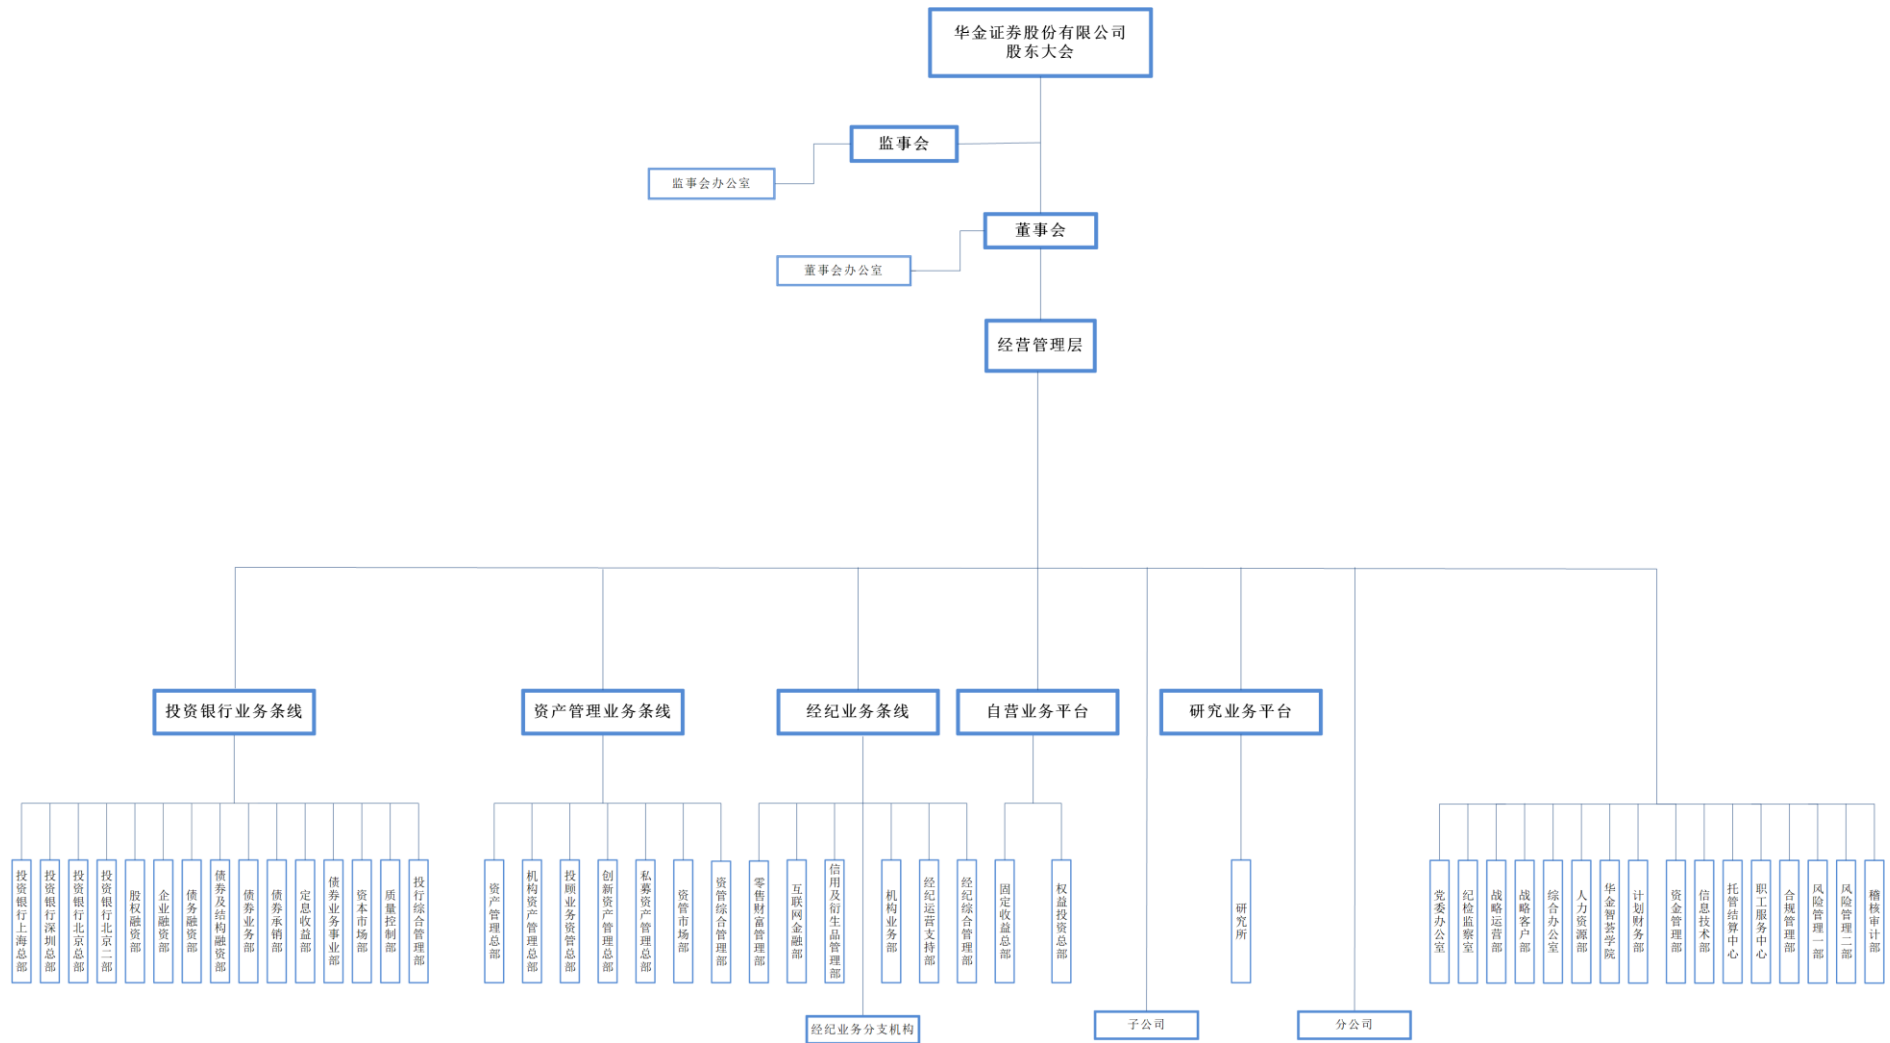 华金证券股份有限公司
股东大会
监事会
监事会办公室
董事会
董事会办公室
经营管理层
投资银行业务条线
资产管理业务条线
经纪业务条线
自营业务平台
研究业务平台
投资银行上海总部
投资银行深圳总部
投资银行北京总部
投资银行北京二部
股权融资部
企业融资部
债务融资部
债券及结构融资部
债券业务部
债券承销部
定息收益部
债券业务事业部
资本市场部
质量控制部
投行综合管理部
资产管理总部
机构资产管理总部
投顾业务资管总部
创新资产管理总部
私募资产管理总部
资管市场部
资管综合管理部
零售财富管理部
互联网金融部
信用及衍生品管理部
机构业务部
经纪运营支持部
经纪综合管理部
固定收益总部
权益投资总部
研究所
党委办公室
纪检监察室
战略运营部
战略客户部
综合办公室
人力资源部
华金智荟学院
计划财务部
资金管理部
信息技术部
托管结算中心
职工服务中心
合规管理部
风险管理一部
风险管理二部
稽核审计部
经纪业务分支机构
子公司
分公司